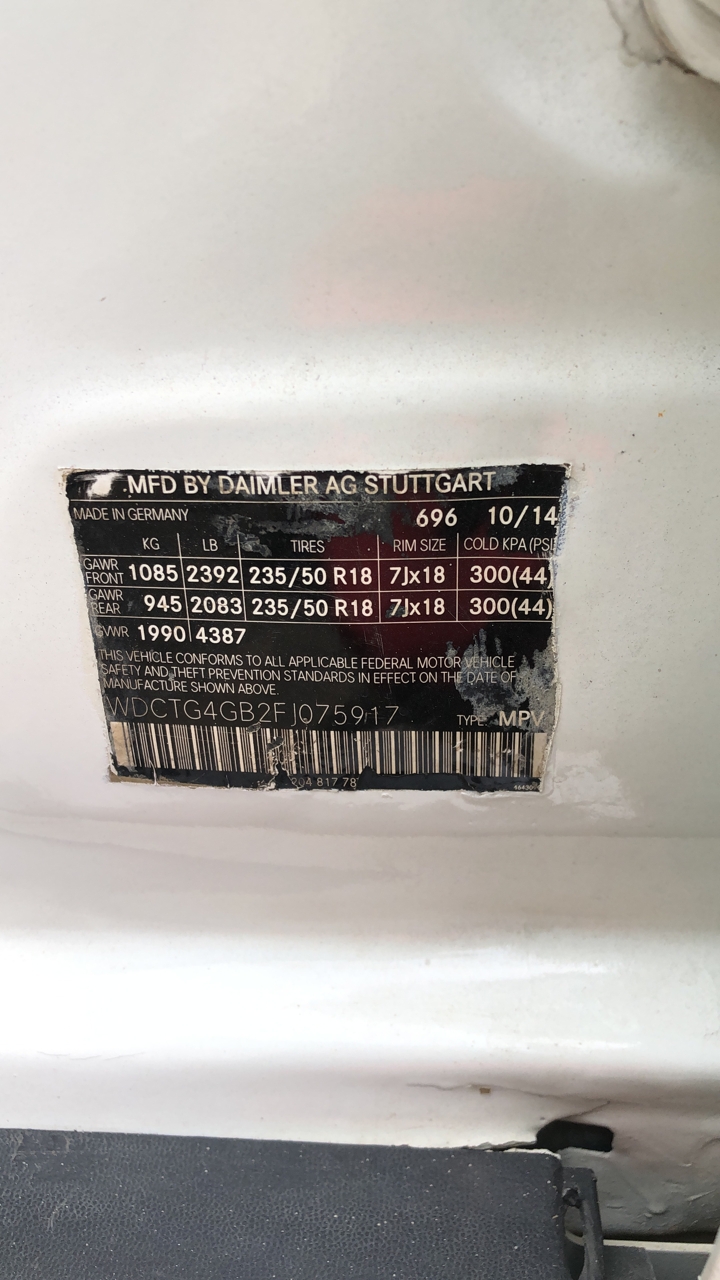 MFD BY DAIMLER AG STUTTGART
MADE IN GERMANY 696 10/14
KG LB TIRES RIM SIZE COLD KPA (PSI
GAWR FRONT 1085 2392 235/50 R18 7Jx18 300(44)
GAWR REAR 945 2083 235/50 R18 7Jx18 300(44)
GVWR 1990 4387
THIS VEHICLE CONFORMS TO ALL APPLICABLE FEDERAL MOTOR VEHICLE
SAFETY AND THEFT PREVENTION STANDARDS IN EFFECT ON THE DATE OF
MANUFACTURE SHOWN ABOVE.
WDCTG4GB2FJ075917 TYPE: MPV
204 817 78